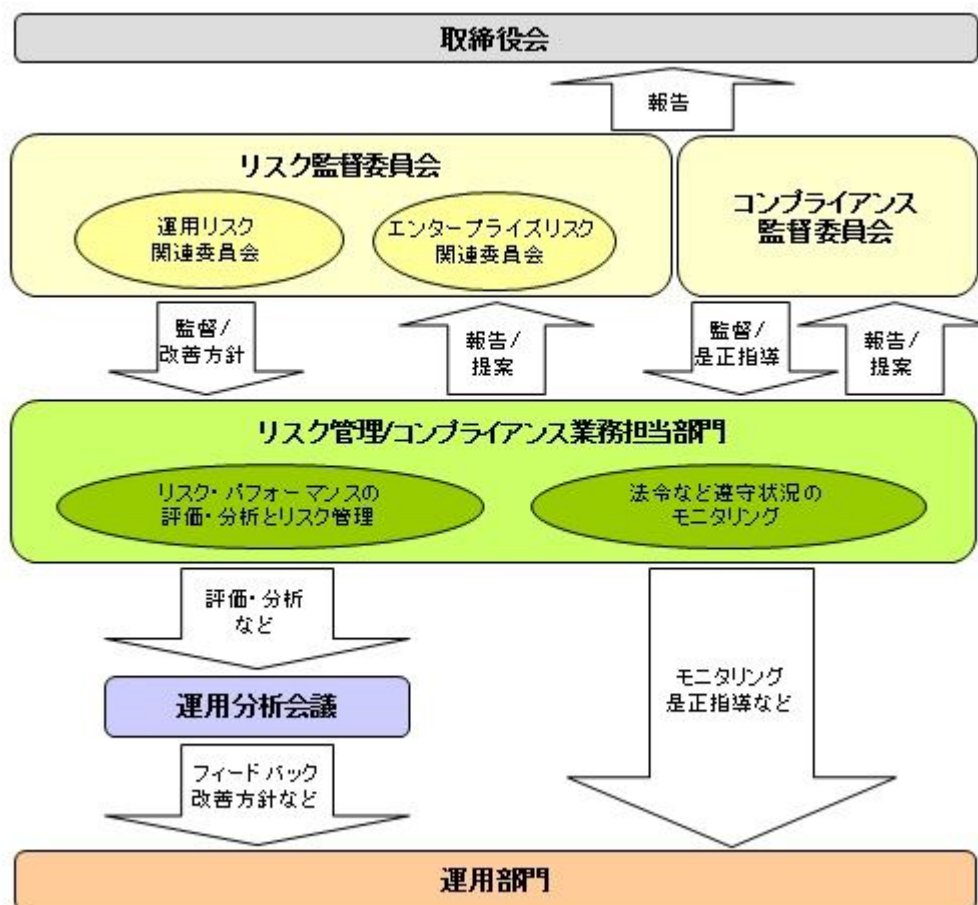 取締役会
報告
リスク監督委員会
運用リスク
関連委員会
エンタープライズリスク
関連委員会
コンプライアンス
監督委員会
監督/
改善方針
報告/
提案
監督/
是正指導
報告/
提案
リスク管理/コンプライアンス業務担当部門
リスク・パフォーマンスの
評価・分析とリスク管理
法令など遵守状況の
モニタリング
評価・分析
など
運用分析会議
モニタリング
是正指導など
フィードバック
改善方針など
運用部門